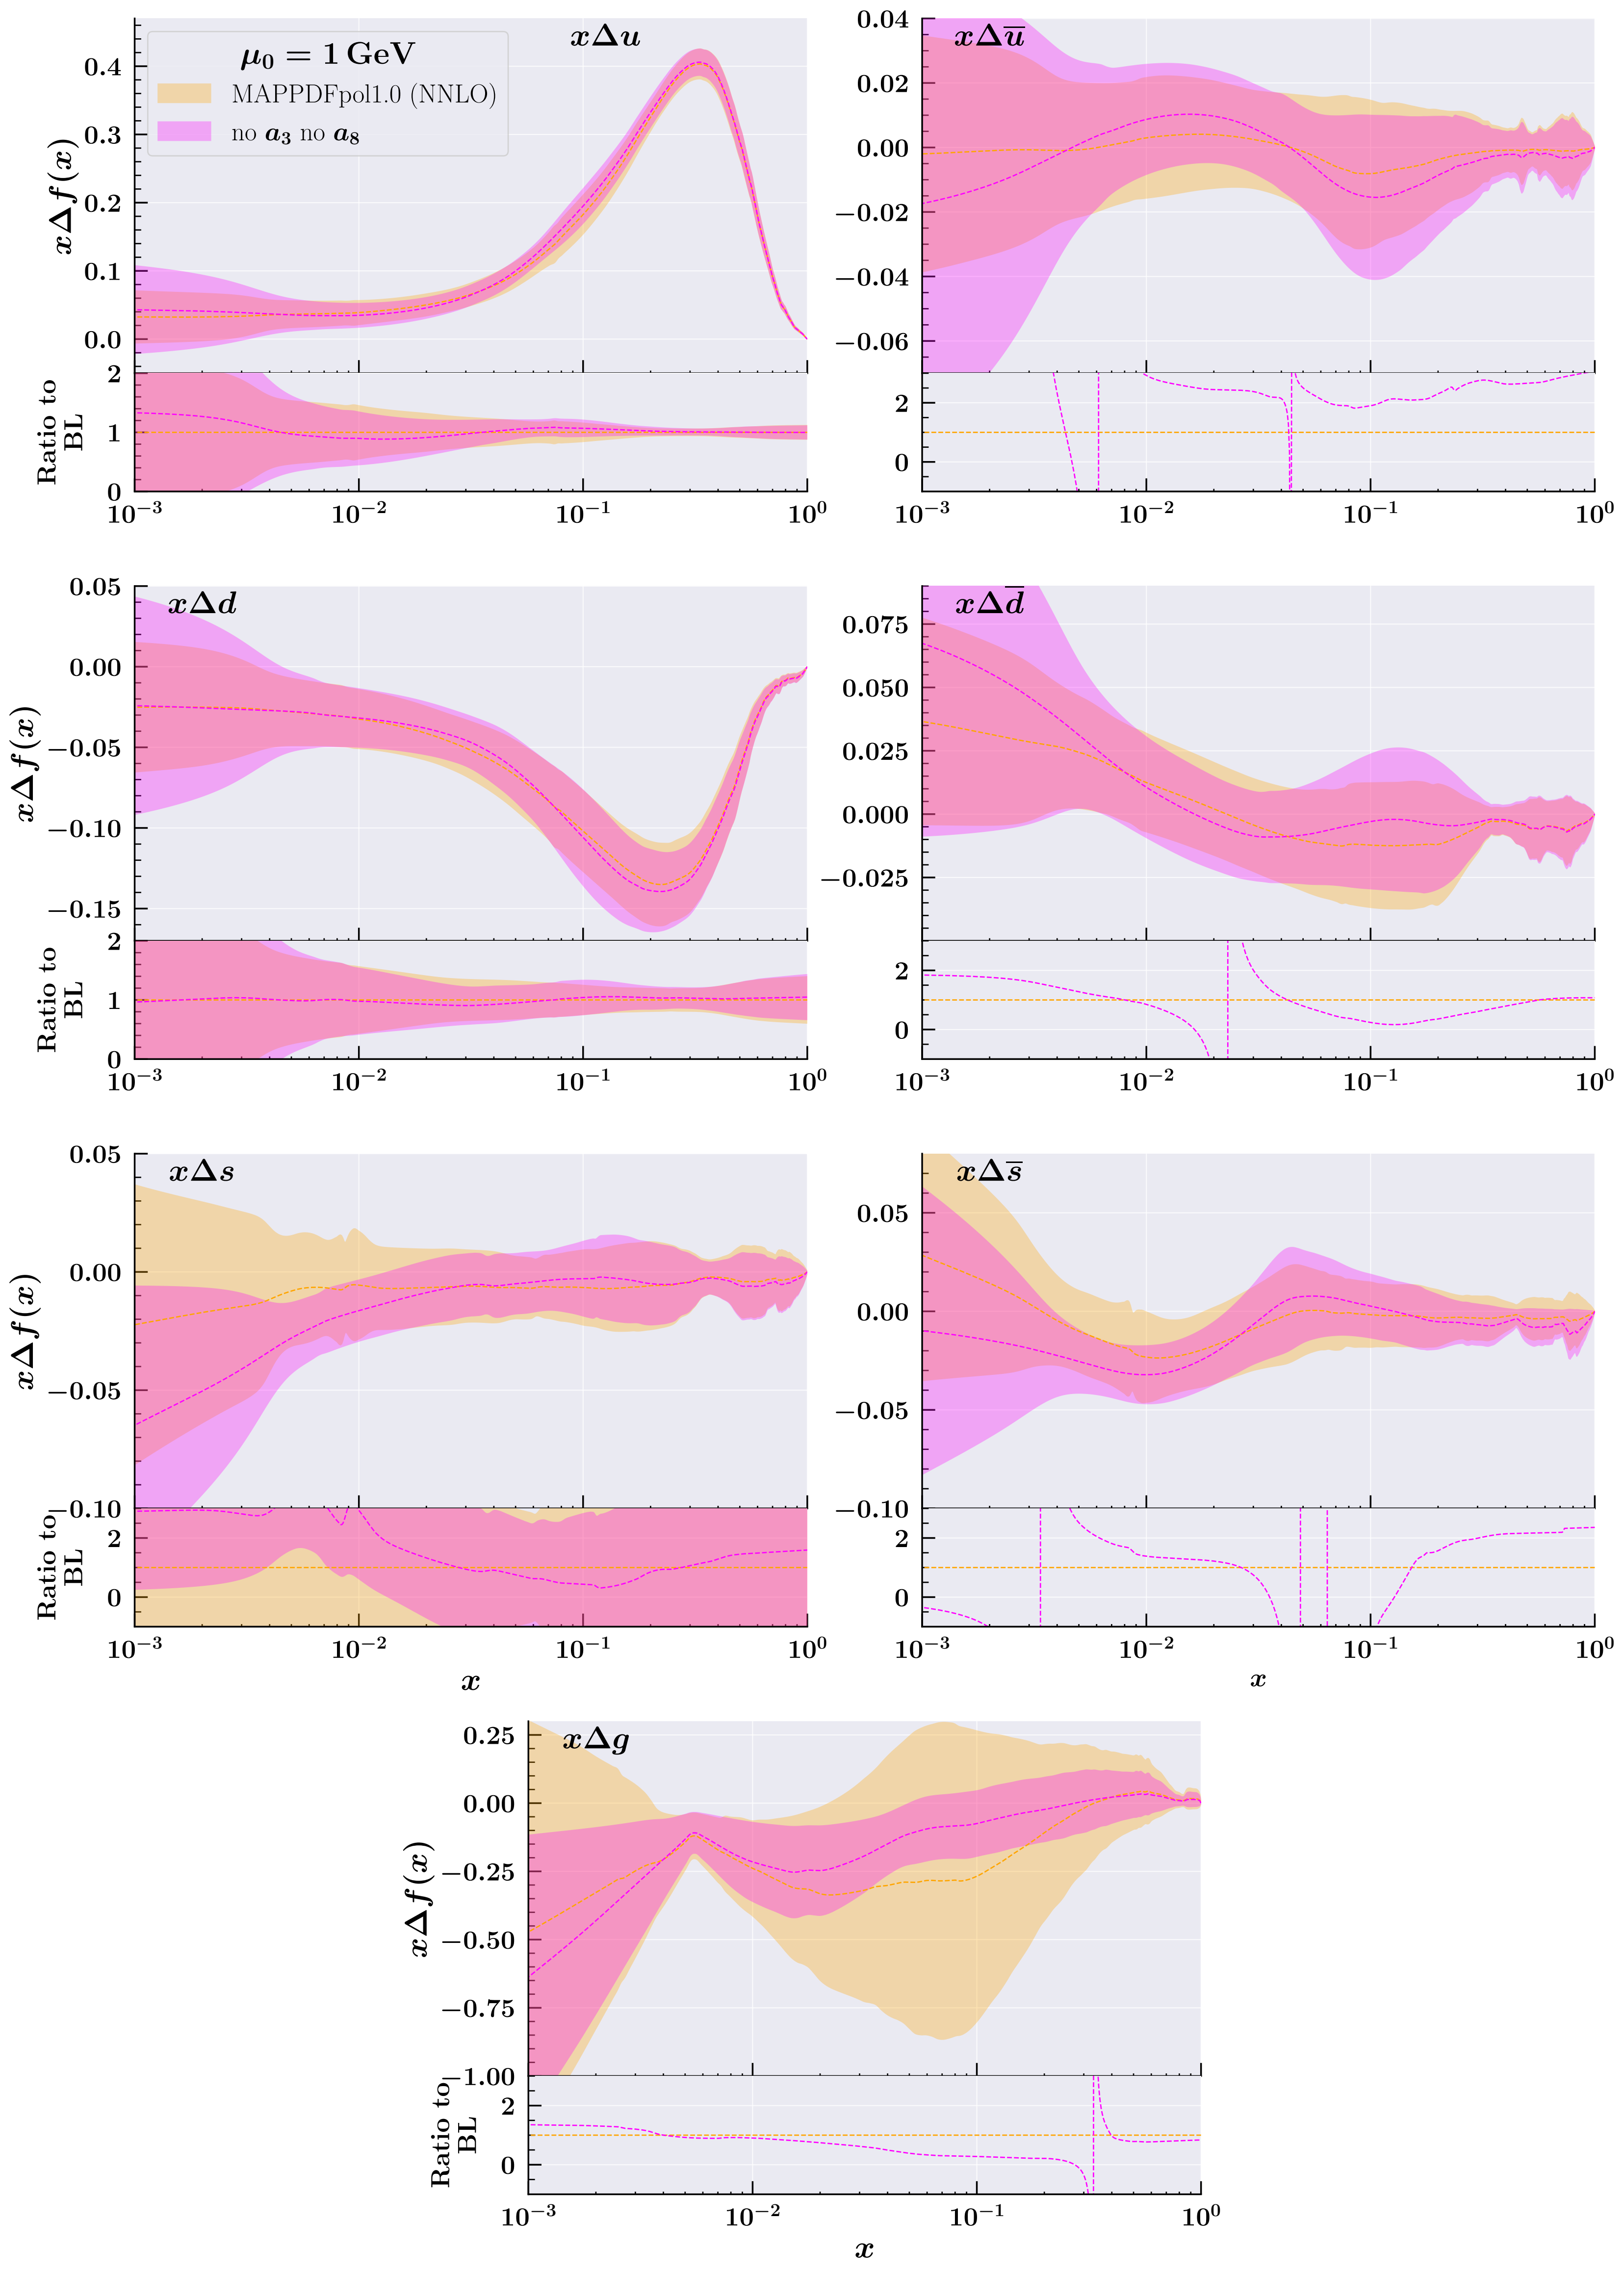 μ₀ = 1 GeV
MAPPDFpol1.0 (NNLO)
no a₃ no a₈
xΔu
xΔf(x)
0.4
0.3
0.2
0.1
0.0
Ratio to
BL
2
1
0
10⁻³ 10⁻² 10⁻¹ 10⁰
xΔu̅
0.04
0.02
0.00
−0.02
−0.04
−0.06
2
0
10⁻³ 10⁻² 10⁻¹ 10⁰
xΔd
xΔf(x)
0.05
0.00
−0.05
−0.10
−0.15
Ratio to
BL
2
1
0
10⁻³ 10⁻² 10⁻¹ 10⁰
xΔd̅
0.075
0.050
0.025
0.000
−0.025
2
0
10⁻³ 10⁻² 10⁻¹ 10⁰
xΔs
xΔf(x)
0.05
0.00
−0.05
−0.10
Ratio to
BL
2
0
10⁻³ 10⁻² 10⁻¹ 10⁰
x
xΔs̅
0.05
0.00
−0.05
−0.10
2
0
10⁻³ 10⁻² 10⁻¹ 10⁰
x
xΔg
xΔf(x)
0.25
0.00
−0.25
−0.50
−0.75
−1.00
Ratio to
BL
2
0
10⁻³ 10⁻² 10⁻¹ 10⁰
x